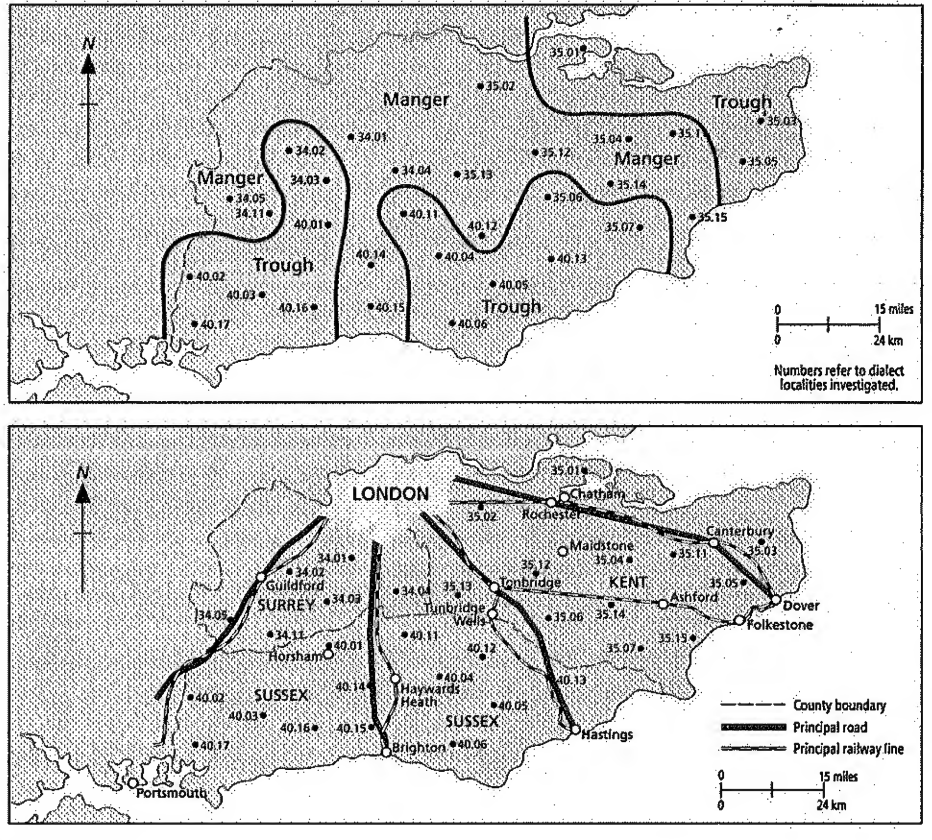 N
35.01
35.02
Manger
Trough
35.03
34.01
35.04
35.1
34.02
35.12
Manger
35.05
Manger
34.03
34.04
35.13
35.14
34.05
34.11
35.06
40.11
35.15
40.01
40.12
35.07
40.14
40.04
40.13
Trough
40.02
40.05
40.03
40.16
40.15
Trough
40.17
40.06
0 15 miles
0 24 km
Numbers refer to dialect
localities investigated.
N
35.01
LONDON
Chatham
35.02
Rochester
Canterbury
35.03
Maidstone
34.01
35.04
35.11
34.02
35.12
Guildford
Tonbridge
KENT
35.05
34.03
34.04
35.13
SURREY
Ashford
Dover
Tunbridge
Wells
35.14
34.05
35.06
Folkestone
34.11
40.01
40.11
35.15
Horsham
35.07
40.12
40.14
40.04
40.13
Haywards
Heath
40.02
SUSSEX
40.05
40.03
SUSSEX
40.16
40.15
Hastings
40.17
40.06
Brighton
Portsmouth
County boundary
Principal road
Principal railway line
0 15 miles
0 24 km